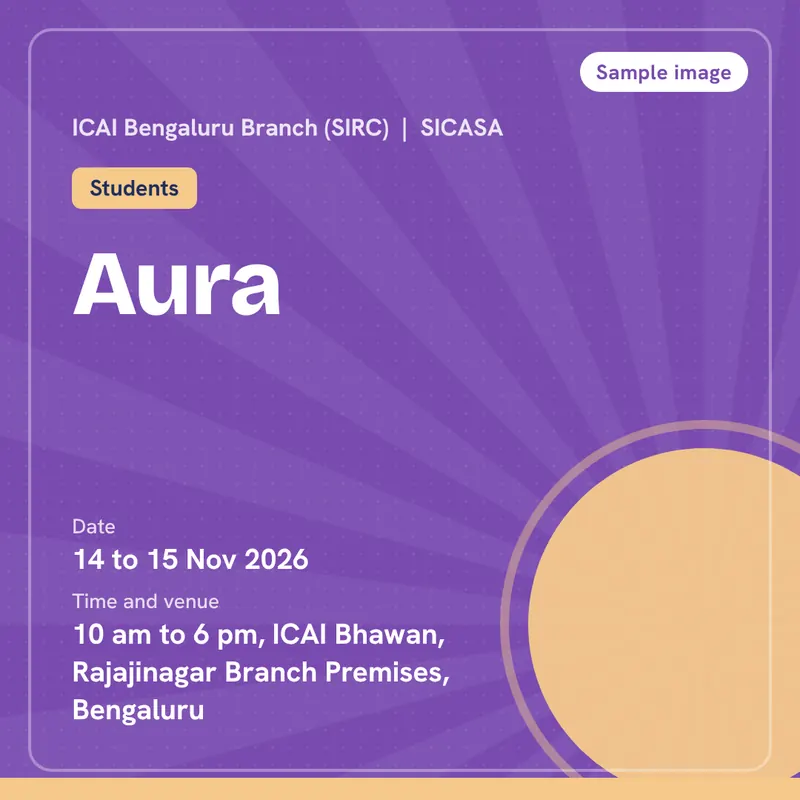 Sample image
ICAI Bengaluru Branch (SIRC) | SICASA
Students
Aura
Date
14 to 15 Nov 2026
Time and venue
10 am to 6 pm, ICAI Bhawan,
Rajajinagar Branch Premises,
Bengaluru